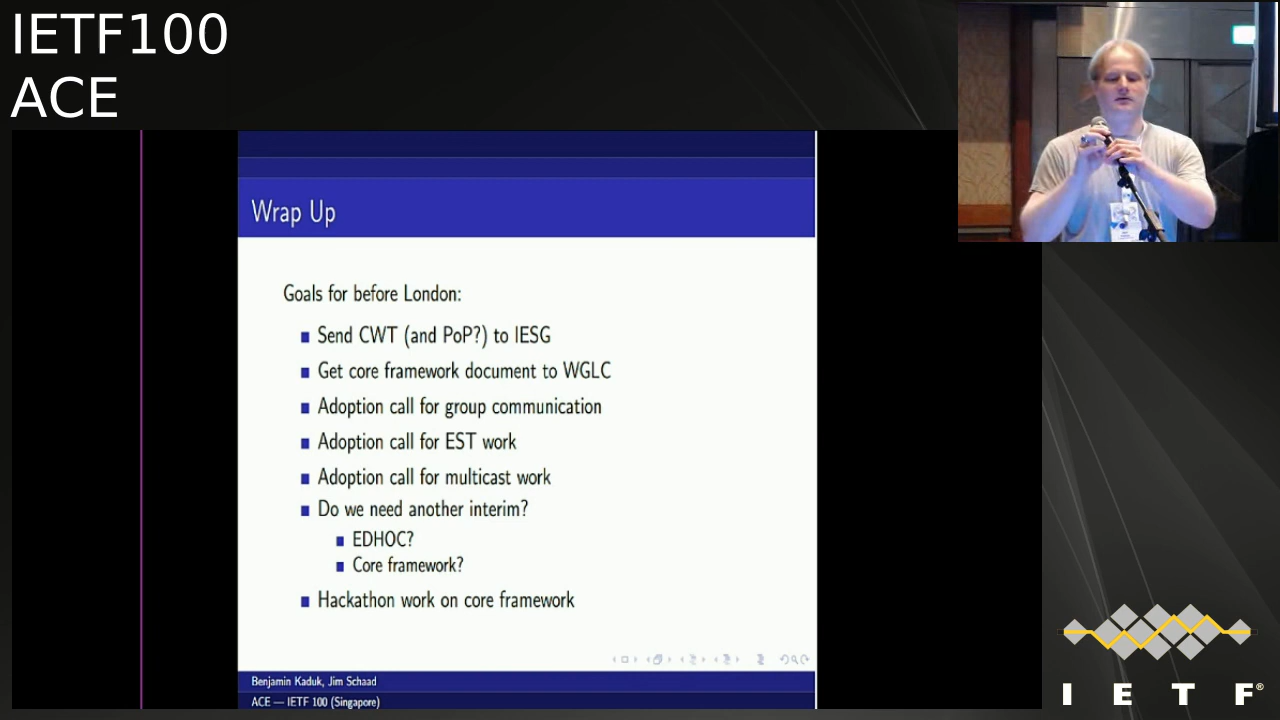 IETF100
ACE
Wrap Up
Goals for before London:
Send CWT (and PoP?) to IESG
Get core framework document to WGLC
Adoption call for group communication
Adoption call for EST work
Adoption call for multicast work
Do we need another interim?
EDHOC?
Core framework?
Hackathon work on core framework
Benjamin Kaduk, Jim Schaad
ACE — IETF 100 (Singapore)
I E T F®